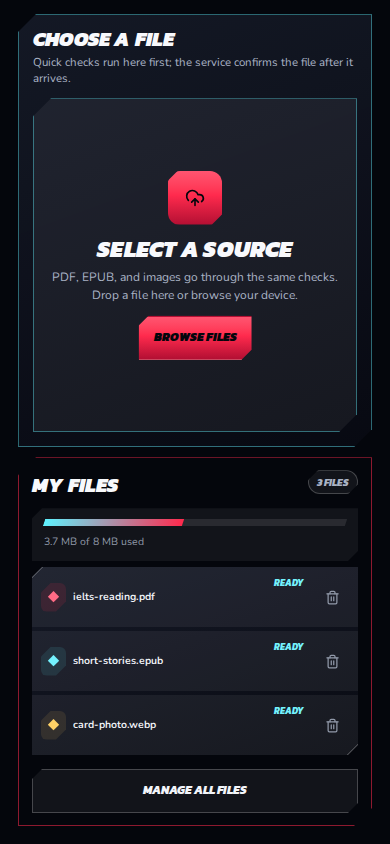 CHOOSE A FILE
Quick checks run here first; the service confirms the file after it
arrives.
SELECT A SOURCE
PDF, EPUB, and images go through the same checks.
Drop a file here or browse your device.
BROWSE FILES
MY FILES
3 FILES
3.7 MB of 8 MB used
READY
ielts-reading.pdf
READY
short-stories.epub
READY
card-photo.webp
MANAGE ALL FILES